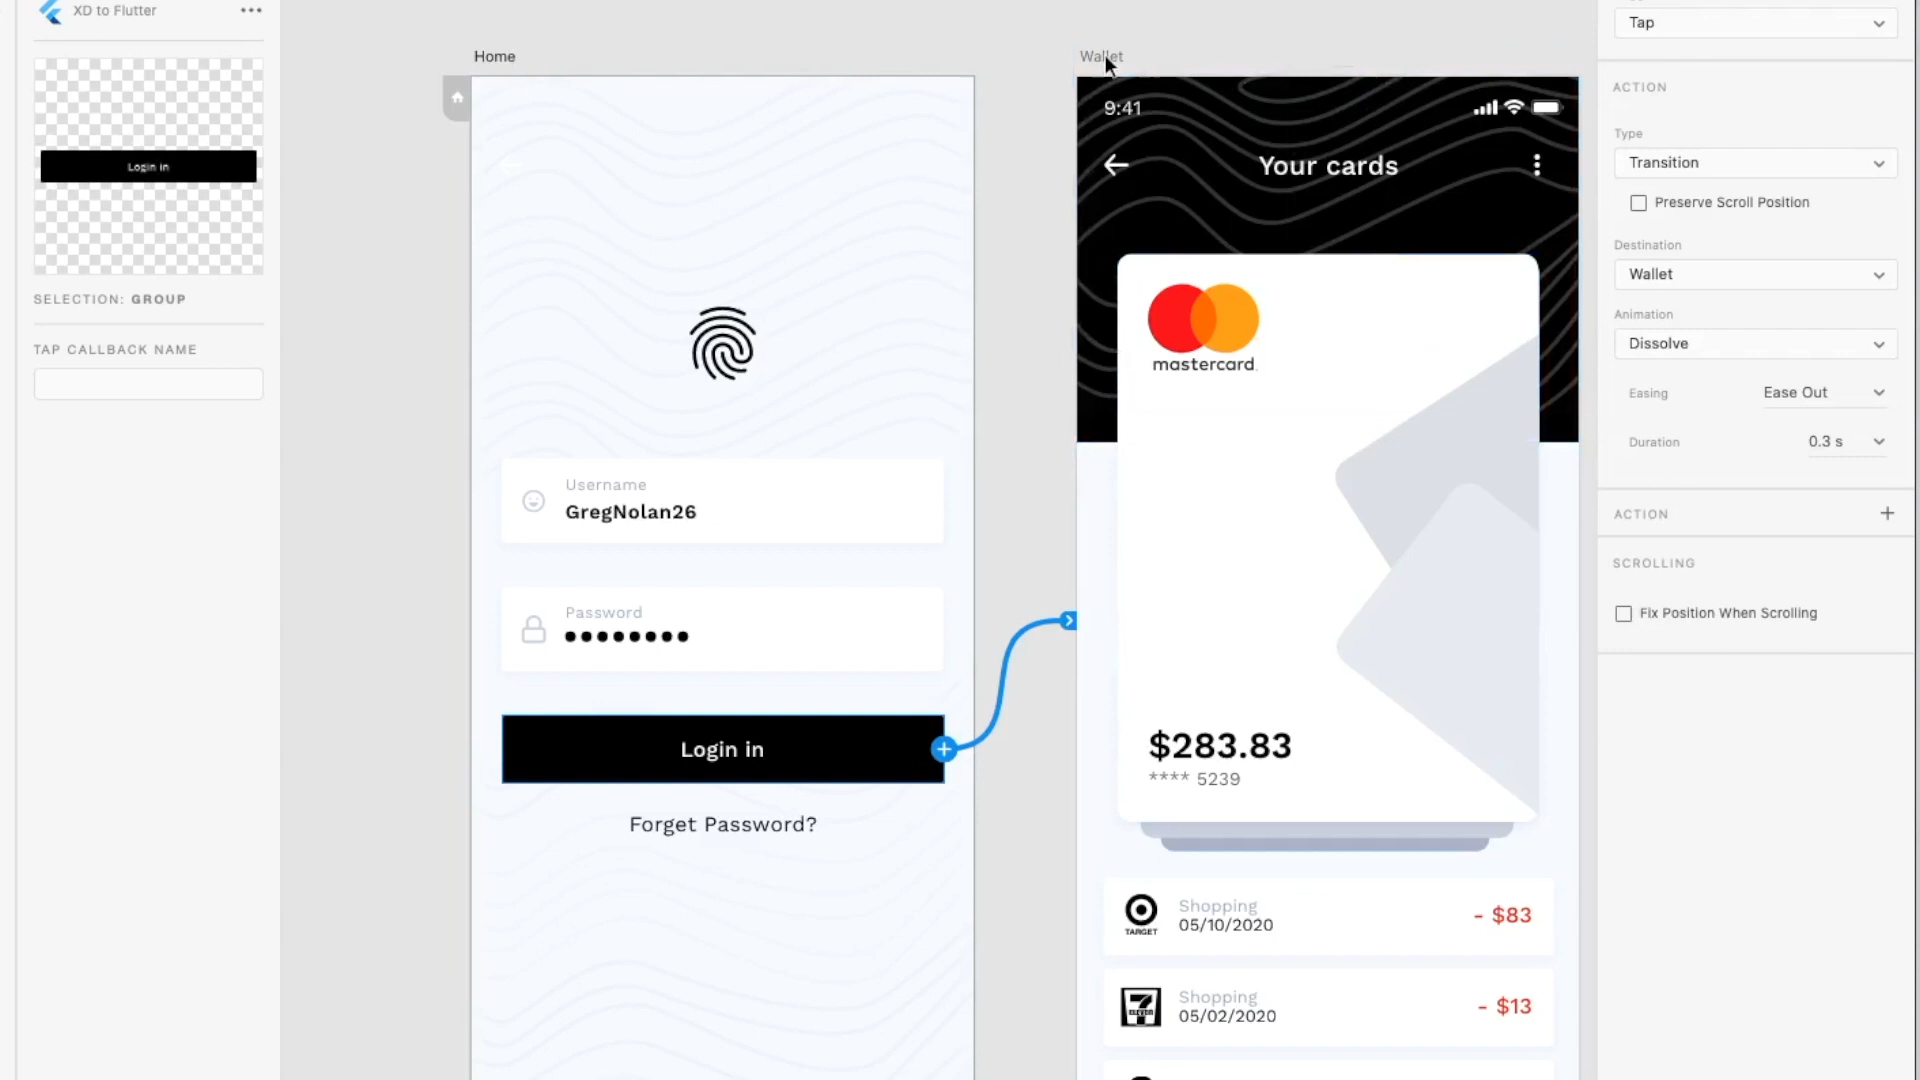 XD to Flutter
Login in
SELECTION: GROUP
TAP CALLBACK NAME
Home
Username
GregNolan26
Password
Login in
Forget Password?
Wallet
9:41
Your cards
mastercard.
$283.83
**** 5239
TARGET
Shopping
05/10/2020
- $83
7
ELEVEN
Shopping
05/02/2020
- $13
Tap
ACTION
Type
Transition
Preserve Scroll Position
Destination
Wallet
Animation
Dissolve
Easing
Ease Out
Duration
0.3 s
ACTION
SCROLLING
Fix Position When Scrolling